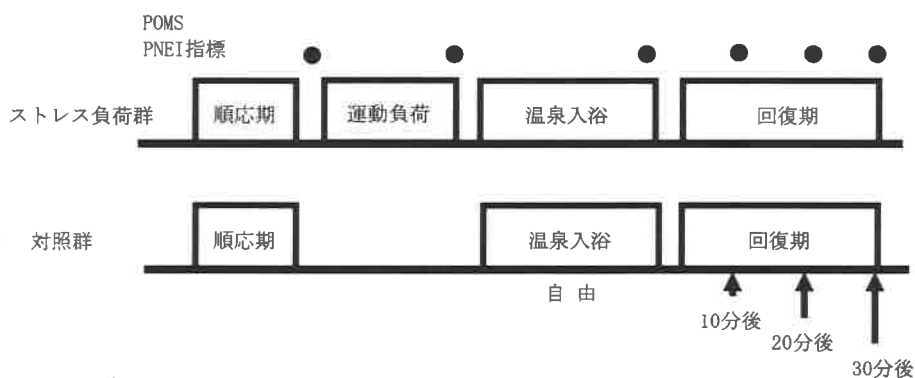 POMS
PNEI指標
ストレス負荷群
順応期
運動負荷
温泉入浴
回復期
対照群
順応期
温泉入浴
回復期
自由
10分後
20分後
30分後